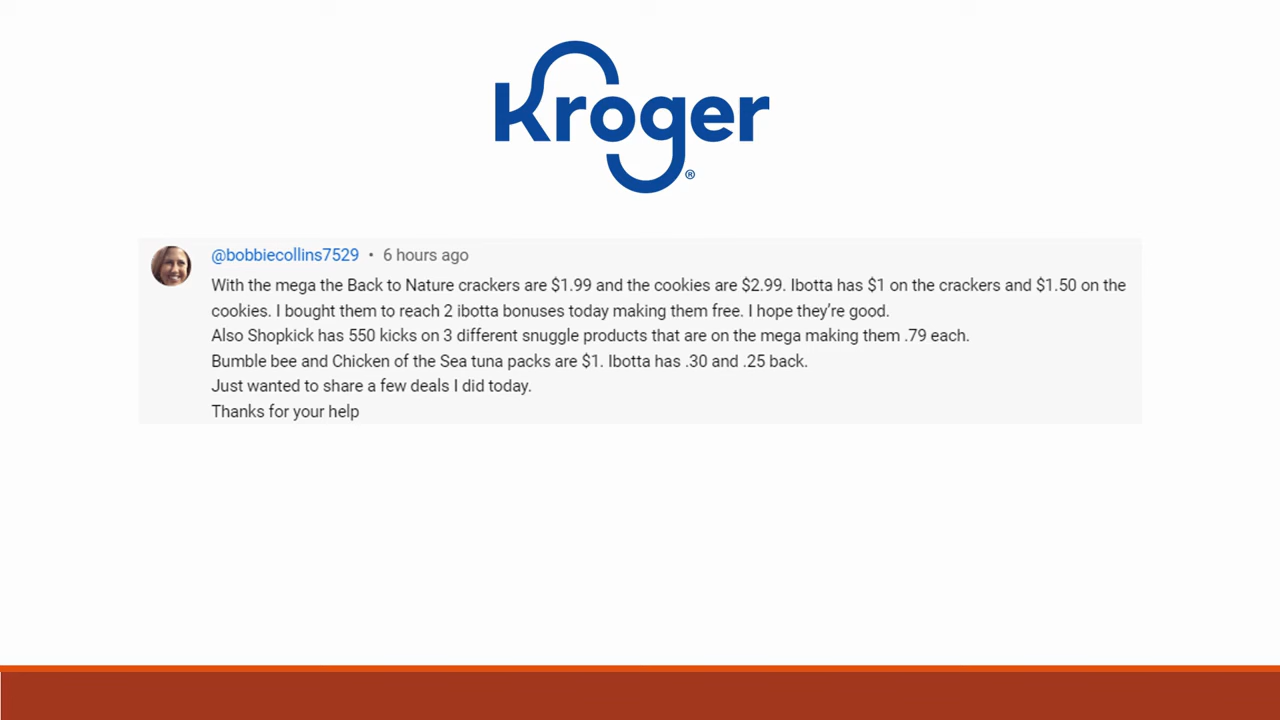 Kroger
®
@bobbiecollins7529 • 6 hours ago
With the mega the Back to Nature crackers are $1.99 and the cookies are $2.99. Ibotta has $1 on the crackers and $1.50 on the
cookies. I bought them to reach 2 ibotta bonuses today making them free. I hope they’re good.
Also Shopkick has 550 kicks on 3 different snuggle products that are on the mega making them .79 each.
Bumble bee and Chicken of the Sea tuna packs are $1. Ibotta has .30 and .25 back.
Just wanted to share a few deals I did today.
Thanks for your help